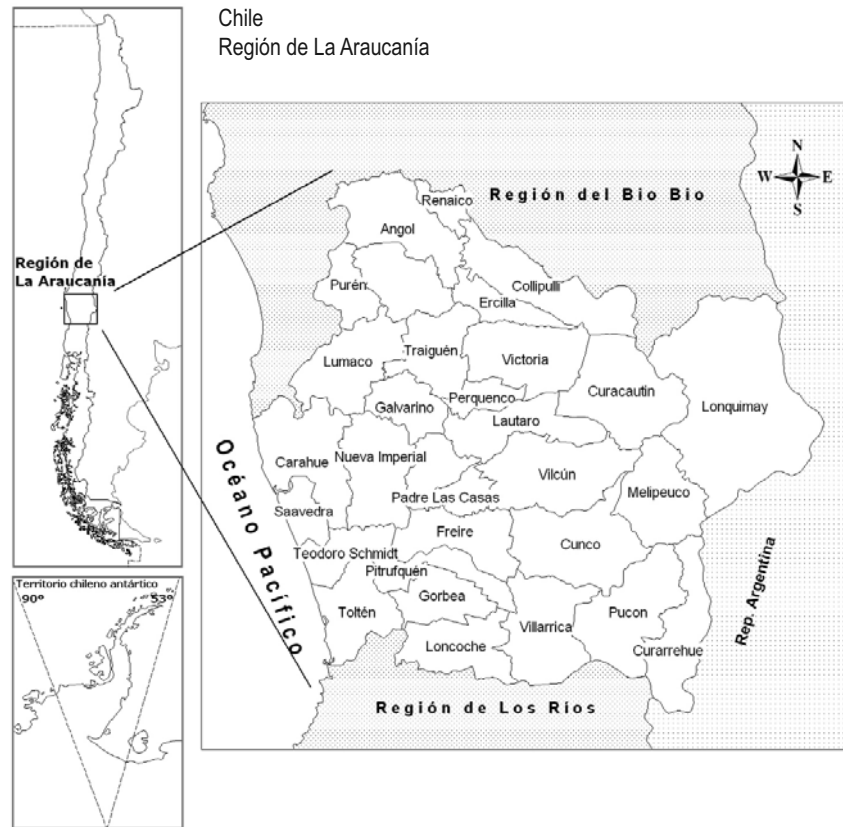 Chile
Región de La Araucanía
Región de
La Araucanía
Territorio chileno antártico
90º
53º
N
W
E
S
Región del Bio Bio
Renaico
Angol
Purén
Collipulli
Ercilla
Lumaco
Traiguén
Victoria
Curacautin
Lonquimay
Perquenco
Galvarino
Lautaro
Carahue
Nueva Imperial
Vilcún
Melipeuco
Padre Las Casas
Saavedra
Freire
Cunco
Teodoro Schmidt
Pitrufquén
Gorbea
Toltén
Villarrica
Pucon
Loncoche
Curarrehue
Océano Pacífico
Rep. Argentina
Región de Los Ríos